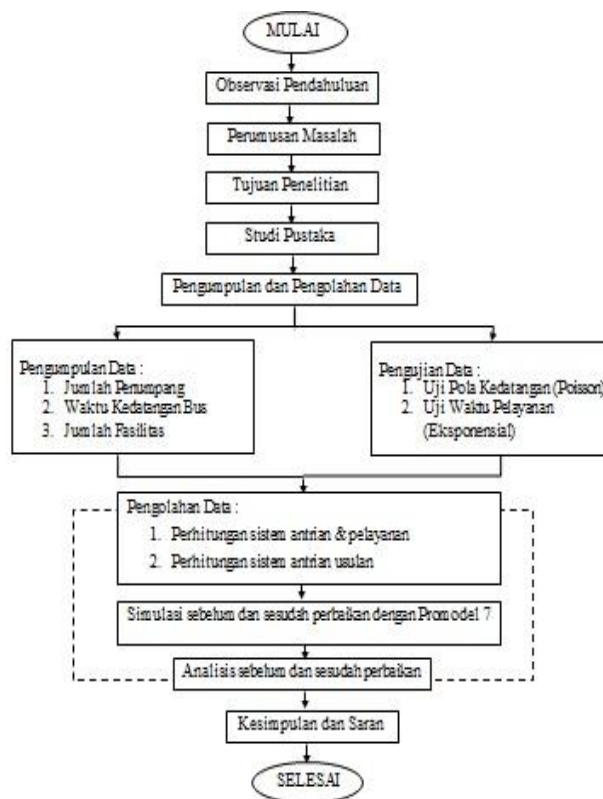 MULAI
Observasi Pendahuluan
Perumusan Masalah
Tujuan Penelitian
Studi Pustaka
Pengumpulan dan Pengolahan Data
Pengumpulan Data :
1. Jumlah Penumpang
2. Waktu Kedatangan Bus
3. Jumlah Fasilitas
Pengujian Data :
1. Uji Pola Kedatangan (Poisson)
2. Uji Waktu Pelayanan
(Eksponensial)
Pengolahan Data :
1. Perhitungan sistem antrian & pelayanan
2. Perhitungan sistem antrian usulan
Simulasi sebelum dan sesudah perbaikan dengan Promodel 7
Analisis sebelum dan sesudah perbaikan
Kesimpulan dan Saran
SELESAI